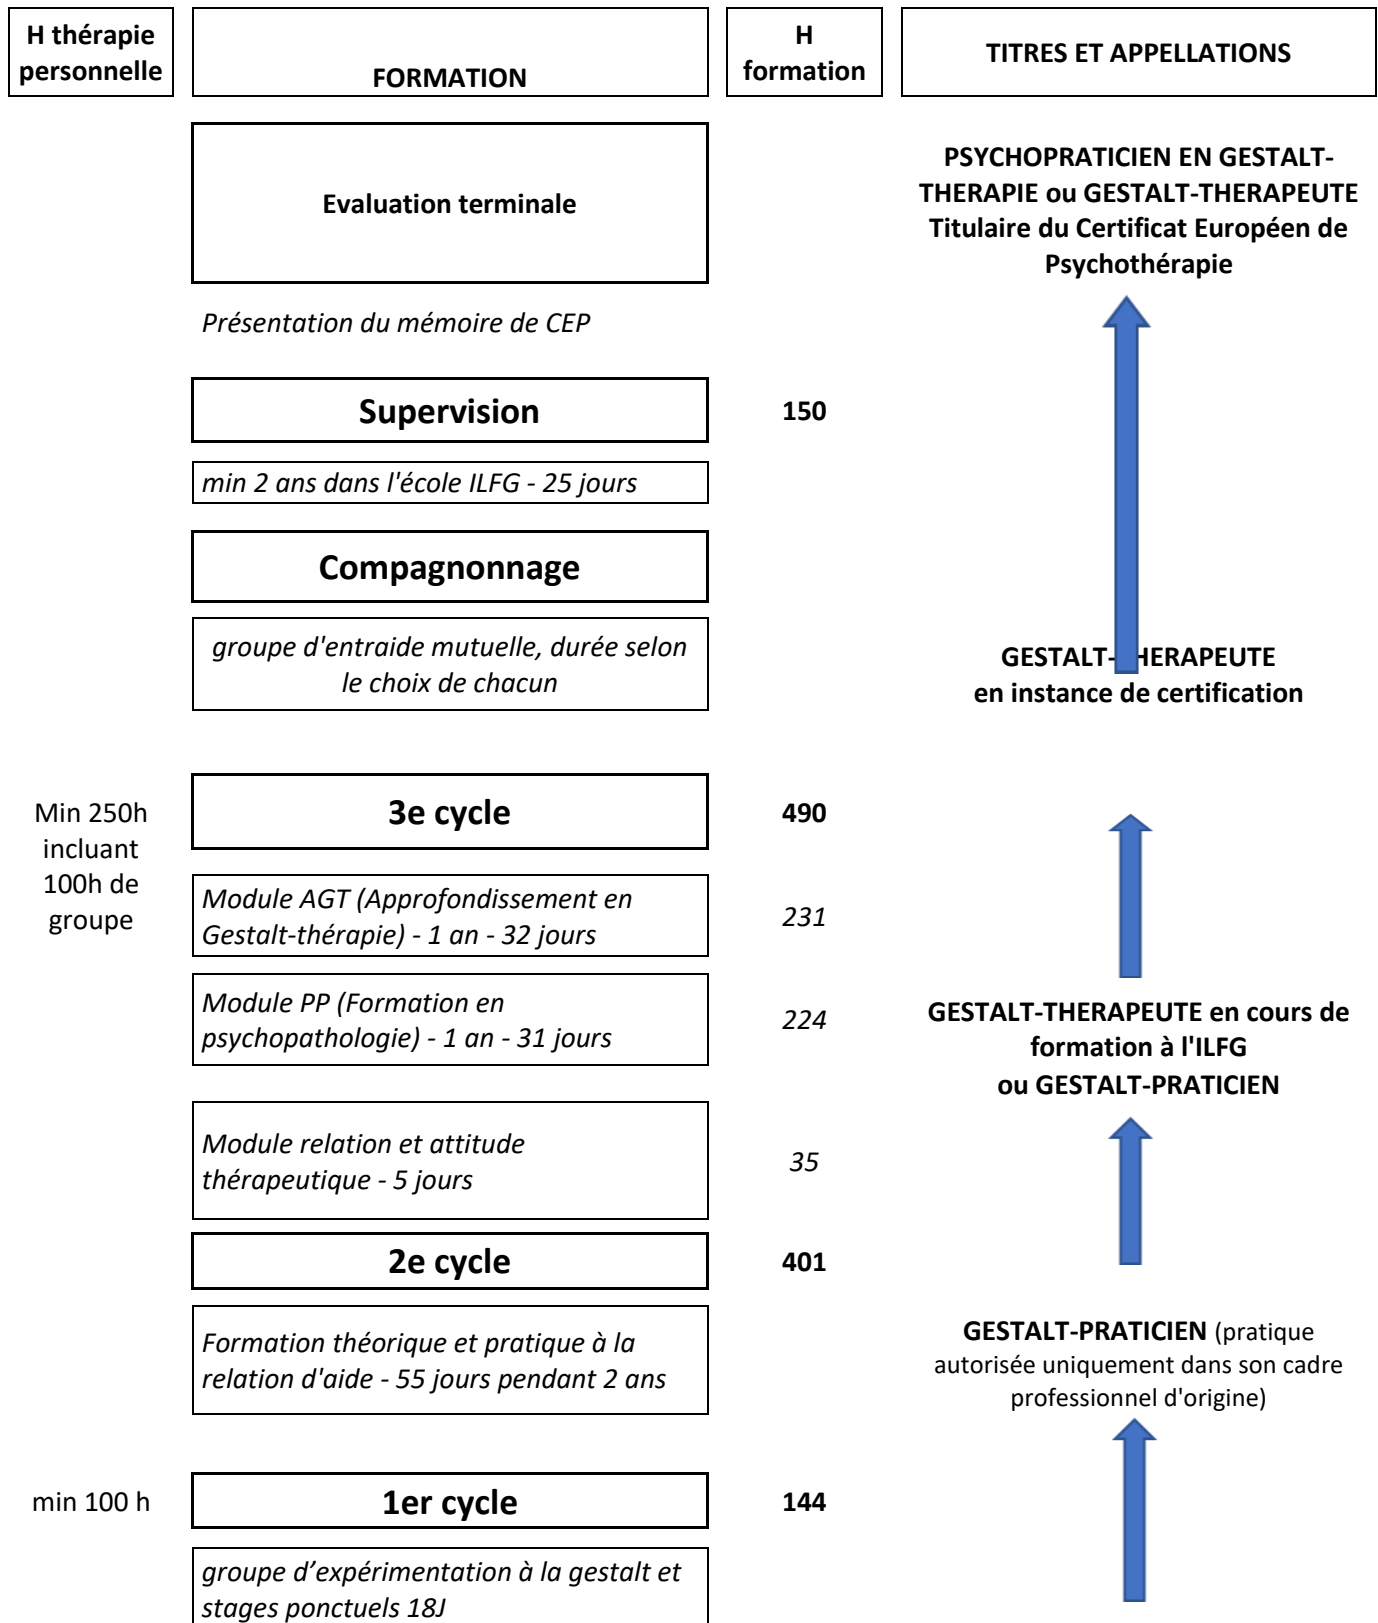 H thérapie
personnelle
FORMATION
H
formation
TITRES ET APPELLATIONS
Evaluation terminale
PSYCHOPRATICIEN EN GESTALT-
THERAPIE ou GESTALT-THERAPEUTE
Titulaire du Certificat Européen de
Psychothérapie
Présentation du mémoire de CEP
Supervision
150
min 2 ans dans l'école ILFG - 25 jours
Compagnonnage
groupe d'entraide mutuelle, durée selon
le choix de chacun
GESTALT-THERAPEUTE
en instance de certification
Min 250h
incluant
100h de
groupe
3e cycle
490
Module AGT (Approfondissement en
Gestalt-thérapie) - 1 an - 32 jours
231
Module PP (Formation en
psychopathologie) - 1 an - 31 jours
224
GESTALT-THERAPEUTE en cours de
formation à l'ILFG
ou GESTALT-PRATICIEN
Module relation et attitude
thérapeutique - 5 jours
35
2e cycle
401
Formation théorique et pratique à la
relation d'aide - 55 jours pendant 2 ans
GESTALT-PRATICIEN (pratique
autorisée uniquement dans son cadre
professionnel d'origine)
min 100 h
1er cycle
144
groupe d’expérimentation à la gestalt et
stages ponctuels 18J